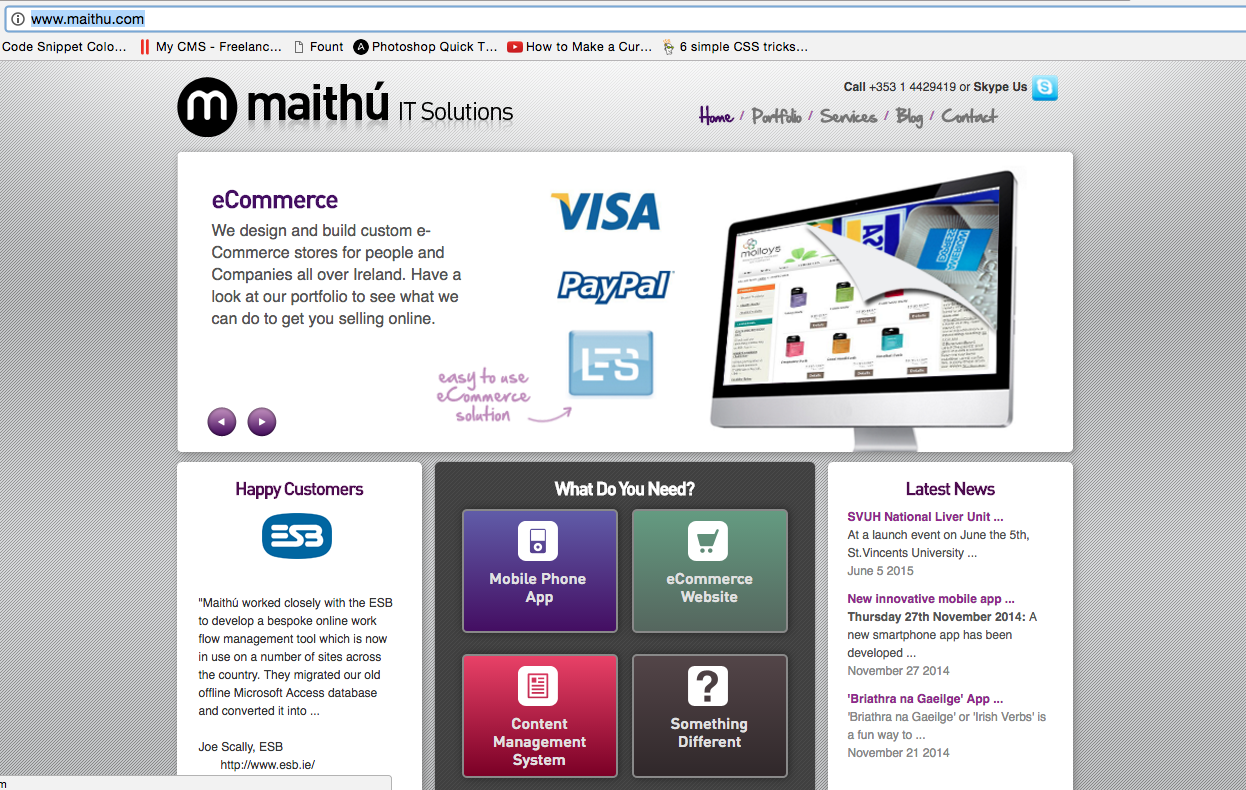 www.maithu.com
Code Snippet Colo... My CMS - Freelanc... Fount Photoshop Quick T... How to Make a Cur... 6 simple CSS tricks...
m maithú IT Solutions
Call +353 1 4429419 or Skype Us
Home / Portfolio / Services / Blog / Contact
eCommerce
We design and build custom e-
Commerce stores for people and
Companies all over Ireland. Have a
look at our portfolio to see what we
can do to get you selling online.
VISA
PayPal
easy to use
eCommerce
solution
molloys
Happy Customers
ESB
"Maithú worked closely with the ESB
to develop a bespoke online work
flow management tool which is now
in use on a number of sites across
the country. They migrated our old
offline Microsoft Access database
and converted it into ...
Joe Scally, ESB
http://www.esb.ie/
m
What Do You Need?
Mobile Phone
App
eCommerce
Website
Content
Management
System
?
Something
Different
Latest News
SVUH National Liver Unit ...
At a launch event on June the 5th,
St.Vincents University ...
June 5 2015
New innovative mobile app ...
Thursday 27th November 2014: A
new smartphone app has been
developed ...
November 27 2014
'Briathra na Gaeilge' App ...
'Briathra na Gaeilge' or 'Irish Verbs' is
a fun way to ...
November 21 2014